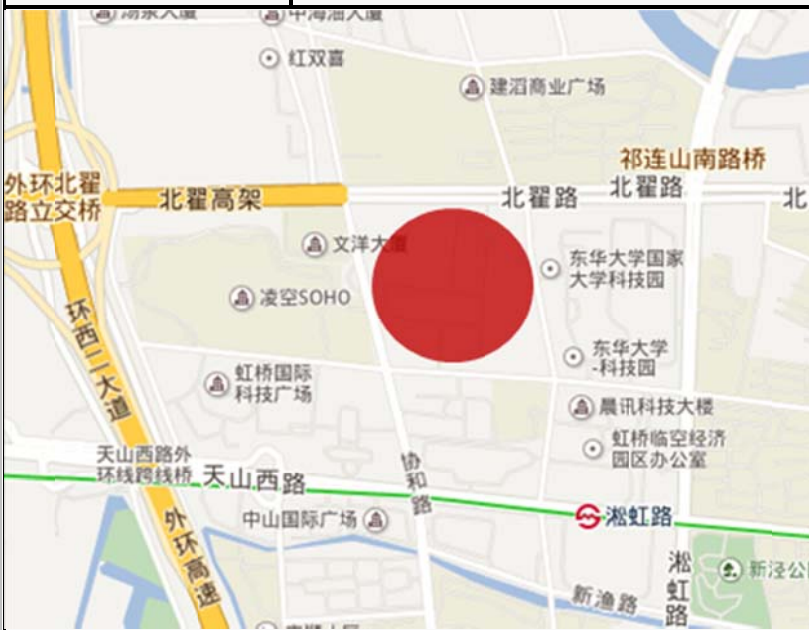 中海油大厦
红双喜
建滔商业广场
祁连山南路桥
外环北翟
路立交桥
北翟高架
北翟路
北翟路
北
文洋大厦
东华大学国家
大学科技园
凌空SOHO
环西二大道
东华大学
-科技园
虹桥国际
科技广场
晨讯科技大楼
虹桥临空经济
园区办公室
天山西路外
环线跨线桥
天山西路
协和路
中山国际广场
淞虹路
外环高速
淞虹路
新泾公
新渔路